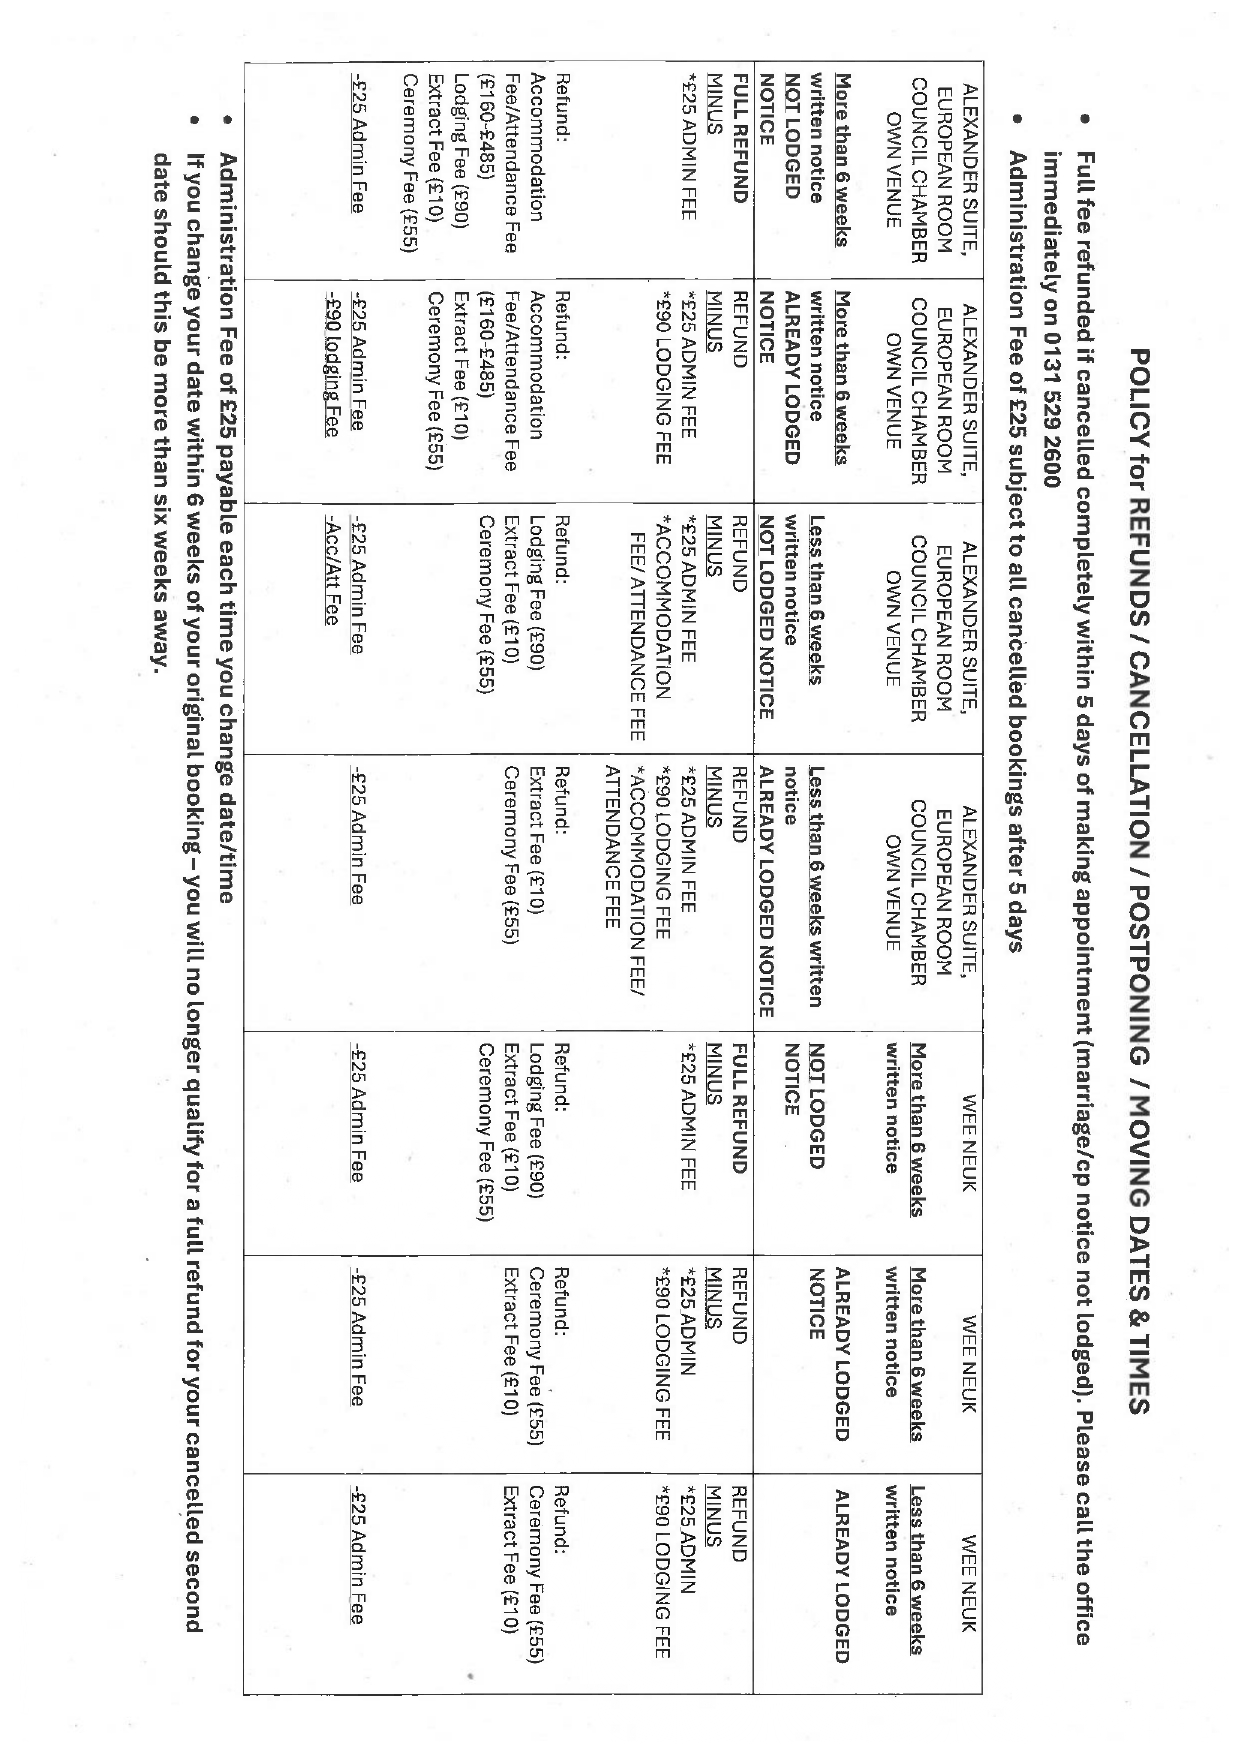 POLICY for REFUNDS / CANCELLATION / POSTPONING / MOVING DATES & TIMES
• Full fee refunded if cancelled completely within 5 days of making appointment (marriage/cp notice not lodged). Please call the office
immediately on 0131 529 2600
• Administration Fee of £25 subject to all cancelled bookings after 5 days
ALEXANDER SUITE,
EUROPEAN ROOM
COUNCIL CHAMBER
OWN VENUE
More than 6 weeks
written notice
NOT LODGED
NOTICE
FULL REFUND
MINUS
*£25 ADMIN FEE
Refund:
Accommodation
Fee/Attendance Fee
(£160-£485)
Lodging Fee (£90)
Extract Fee (£10)
Ceremony Fee (£55)
-£25 Admin Fee
ALEXANDER SUITE,
EUROPEAN ROOM
COUNCIL CHAMBER
OWN VENUE
More than 6 weeks
written notice
ALREADY LODGED
NOTICE
REFUND
MINUS
*£25 ADMIN FEE
*£90 LODGING FEE
Refund:
Accommodation
Fee/Attendance Fee
(£160-£485)
Extract Fee (£10)
Ceremony Fee (£55)
-£25 Admin Fee
-£90 lodging Fee
ALEXANDER SUITE,
EUROPEAN ROOM
COUNCIL CHAMBER
OWN VENUE
Less than 6 weeks
written notice
NOT LODGED NOTICE
REFUND
MINUS
*£25 ADMIN FEE
*ACCOMMODATION
FEE/ ATTENDANCE FEE
Refund:
Lodging Fee (£90)
Extract Fee (£10)
Ceremony Fee (£55)
-£25 Admin Fee
-Acc/Att Fee
ALEXANDER SUITE,
EUROPEAN ROOM
COUNCIL CHAMBER
OWN VENUE
Less than 6 weeks written
notice
ALREADY LODGED NOTICE
REFUND
MINUS
*£25 ADMIN FEE
*£90 LODGING FEE
*ACCOMMODATION FEE/
ATTENDANCE FEE
Refund:
Extract Fee (£10)
Ceremony Fee (£55)
-£25 Admin Fee
WEE NEUK
More than 6 weeks
written notice
NOT LODGED
NOTICE
FULL REFUND
MINUS
*£25 ADMIN FEE
Refund:
Lodging Fee (£90)
Extract Fee (£10)
Ceremony Fee (£55)
-£25 Admin Fee
WEE NEUK
More than 6 weeks
written notice
ALREADY LODGED
NOTICE
REFUND
MINUS
*£25 ADMIN
*£90 LODGING FEE
Refund:
Ceremony Fee (£55)
Extract Fee (£10)
-£25 Admin Fee
WEE NEUK
Less than 6 weeks
written notice
ALREADY LODGED
REFUND
MINUS
*£25 ADMIN
*£90 LODGING FEE
Refund:
Ceremony Fee (£55)
Extract Fee (£10)
-£25 Admin Fee
• Administration Fee of £25 payable each time you change date/time
• If you change your date within 6 weeks of your original booking – you will no longer qualify for a full refund for your cancelled second
date should this be more than six weeks away.